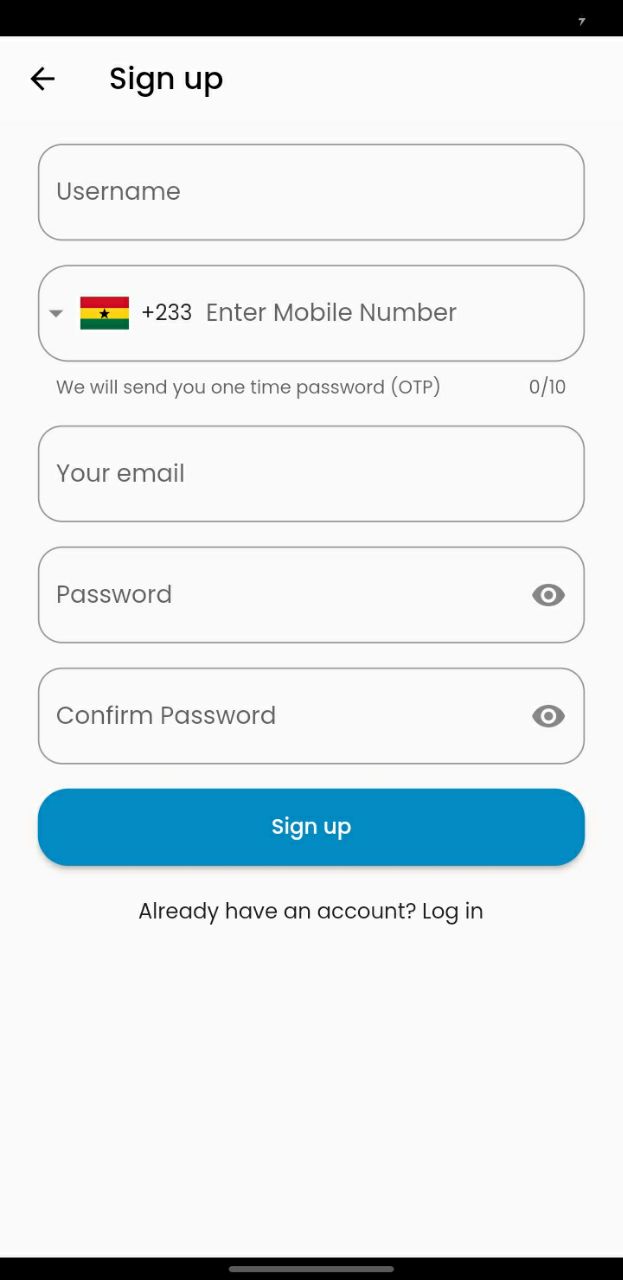 Sign up
Username
+233 Enter Mobile Number
We will send you one time password (OTP) 0/10
Your email
Password
Confirm Password
Sign up
Already have an account? Log in